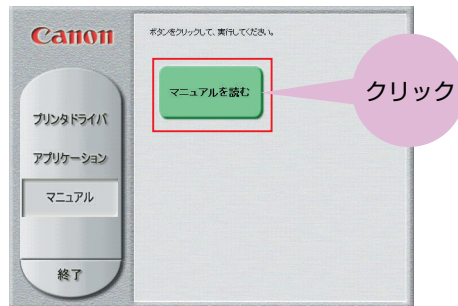 Canon
ボタンをクリックして、実行してください。
マニュアルを読む
クリック
プリンタドライバ
アプリケーション
マニュアル
終了